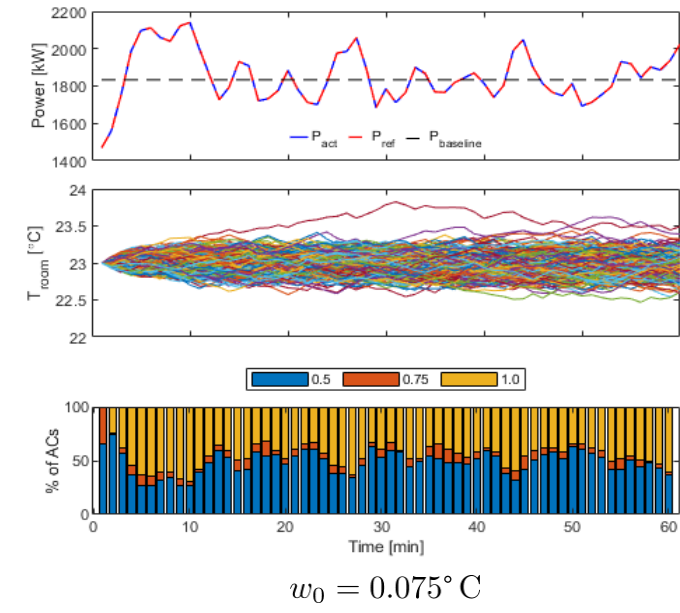 2200
2000
1800
1600
1400
Power [kW]
P_act P_ref P_baseline
24
23.5
23
22.5
22
T_room [°C]
0.5 0.75 1.0
100
50
0
% of ACs
0 10 20 30 40 50 60
Time [min]
w₀ = 0.075° C